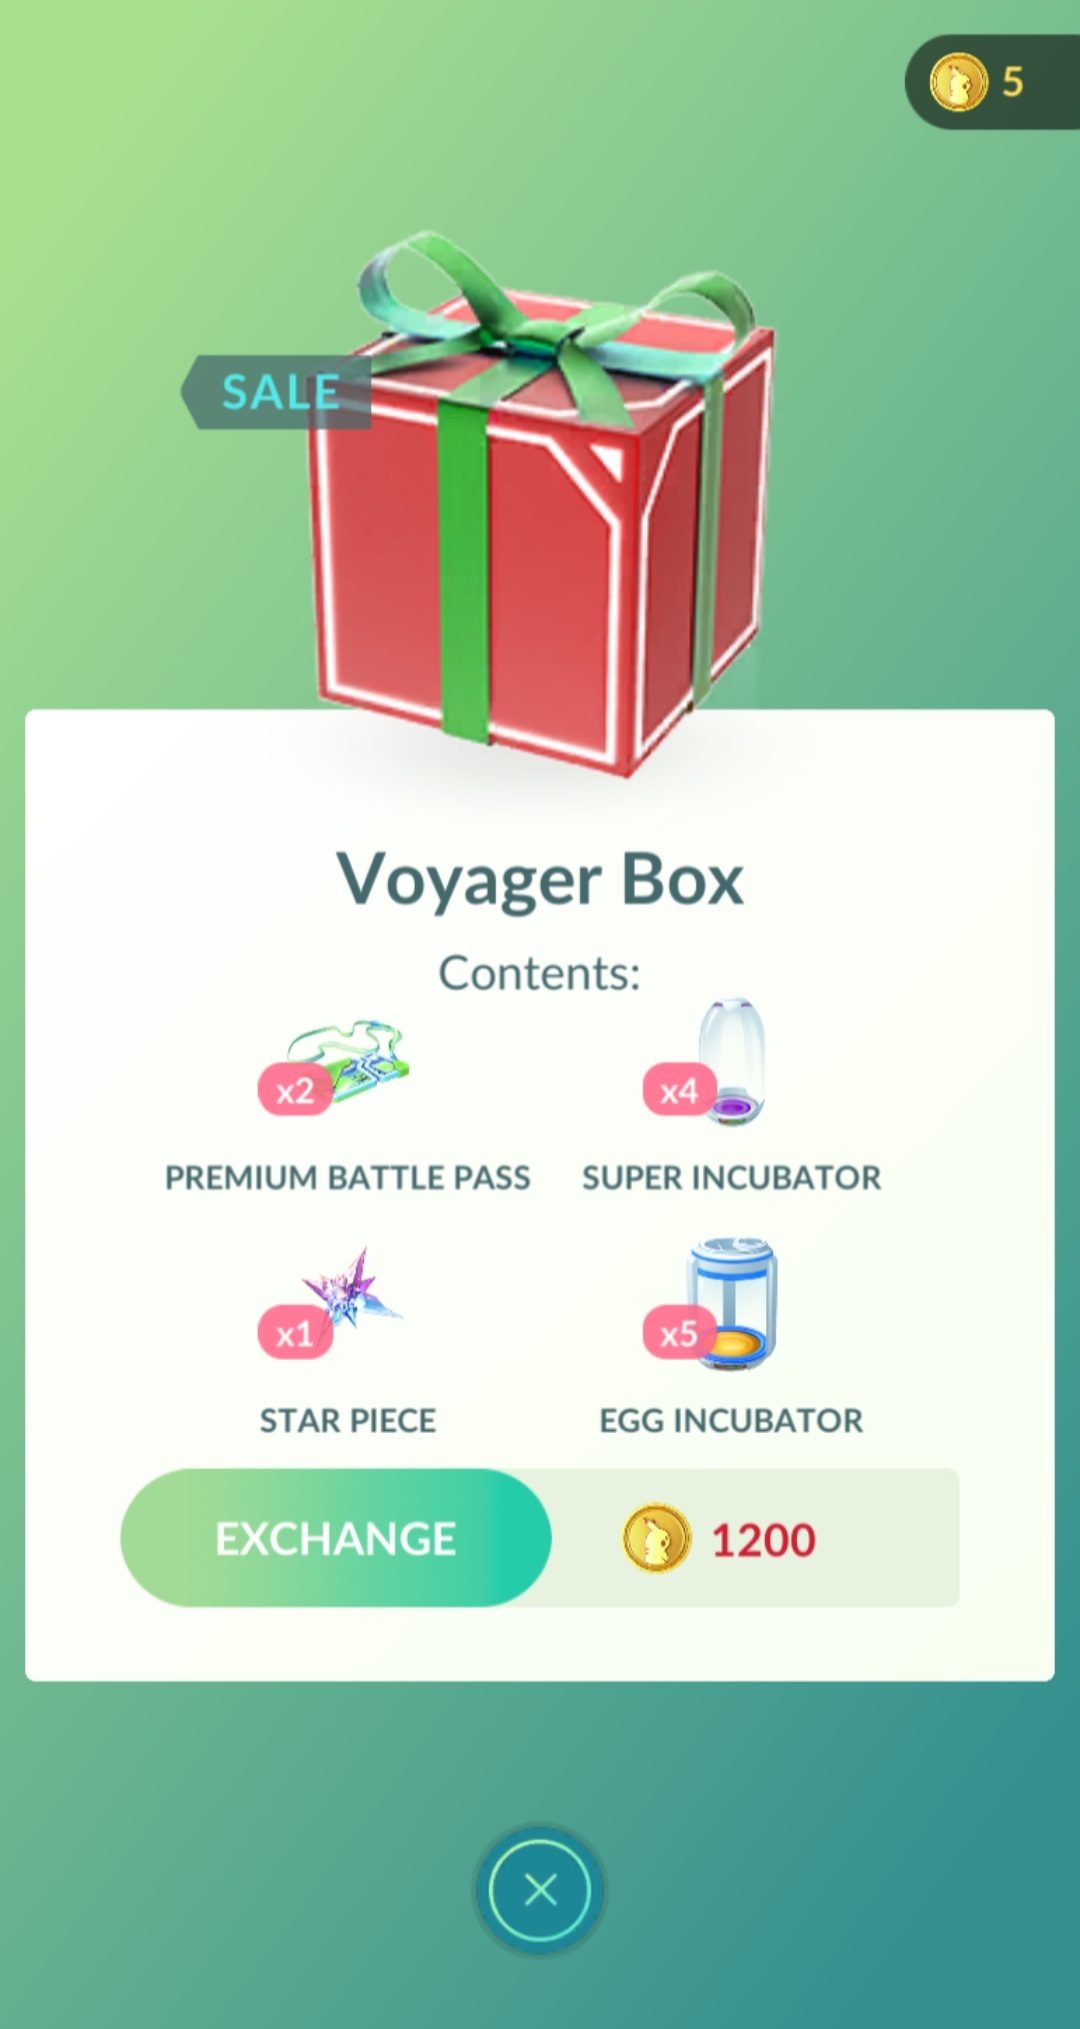 5
SALE
Voyager Box
Contents:
x2
x4
PREMIUM BATTLE PASS
SUPER INCUBATOR
x1
x5
STAR PIECE
EGG INCUBATOR
EXCHANGE
1200